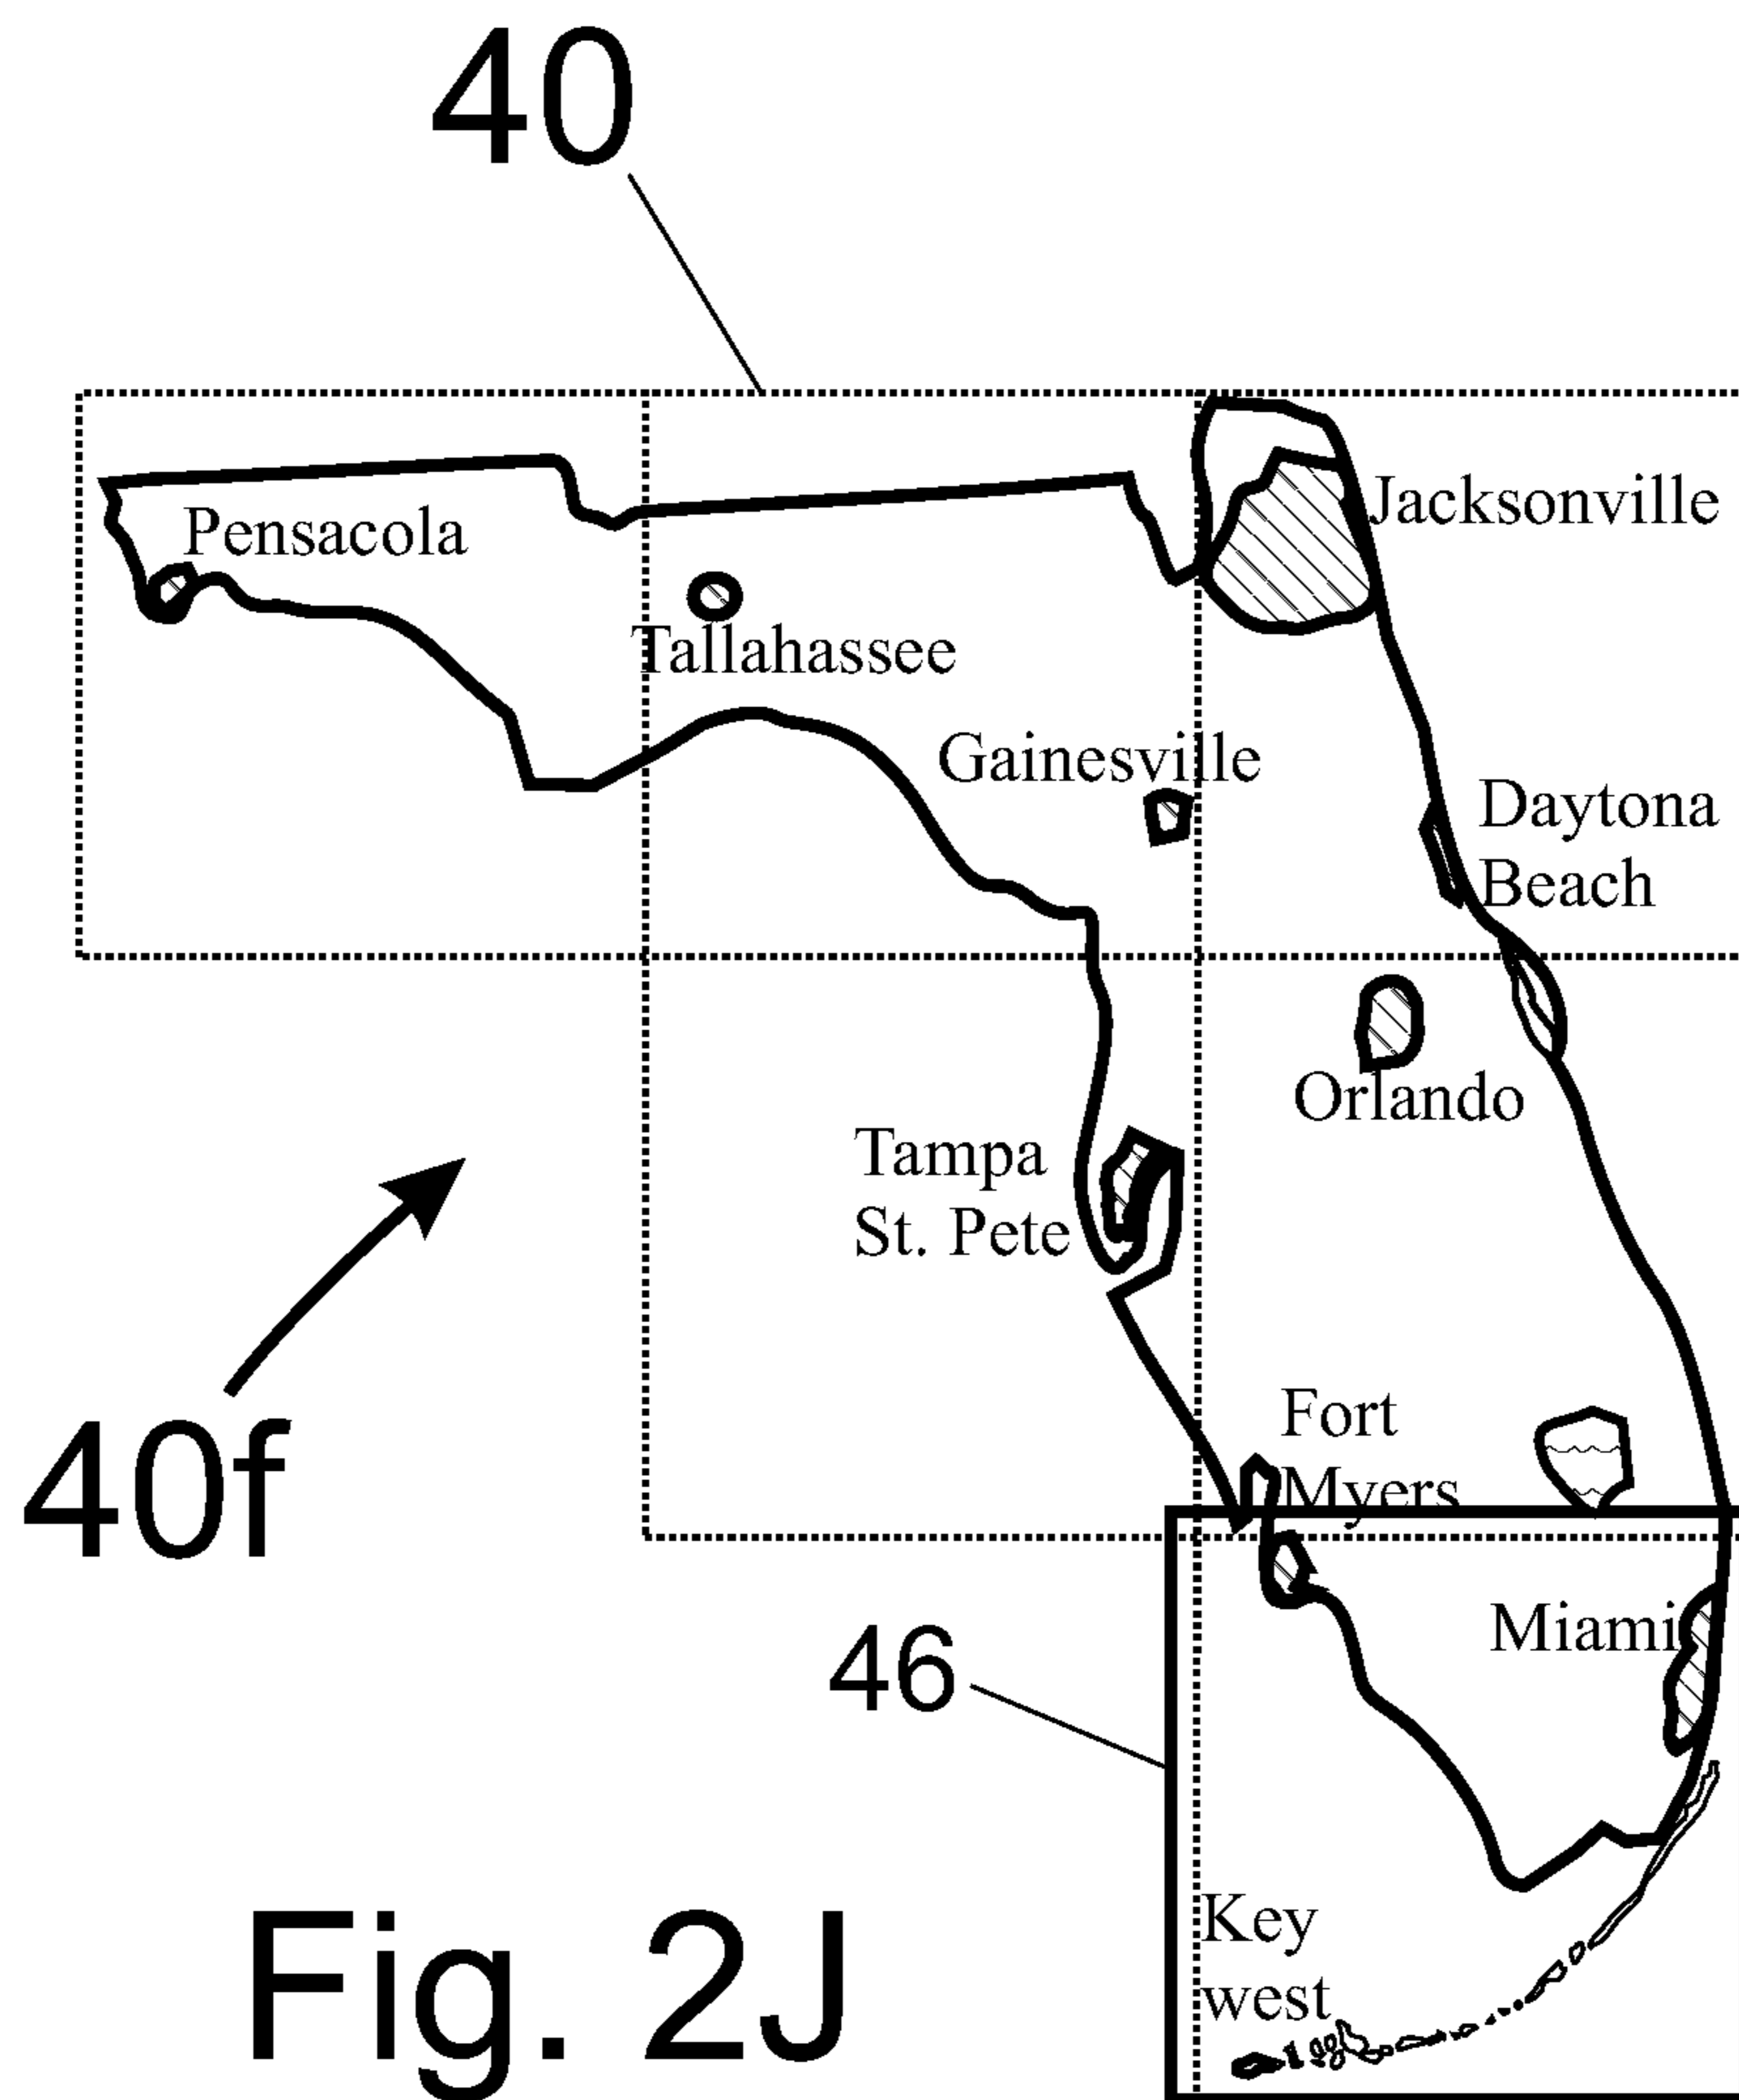 40
Jacksonville
Pensacola
Tallahassee
Gainesville
Daytona
Beach
Orlando
Tampa
St. Pete
Fort
Myers
40f
Miami
46
Key
west
Fig. 2J